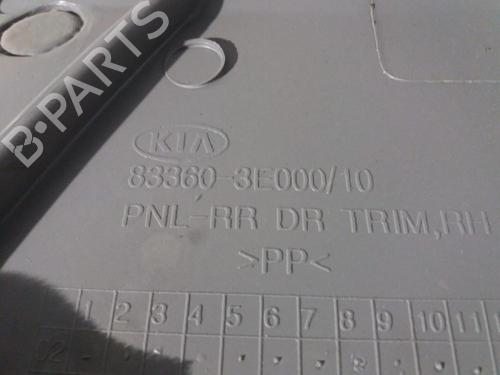 B-PARTS
KIA
83360-3E000/10
PNL-RR DR TRIM,RH
>PP<
1 2 3 4 5 6 7 8 9 10 11
02